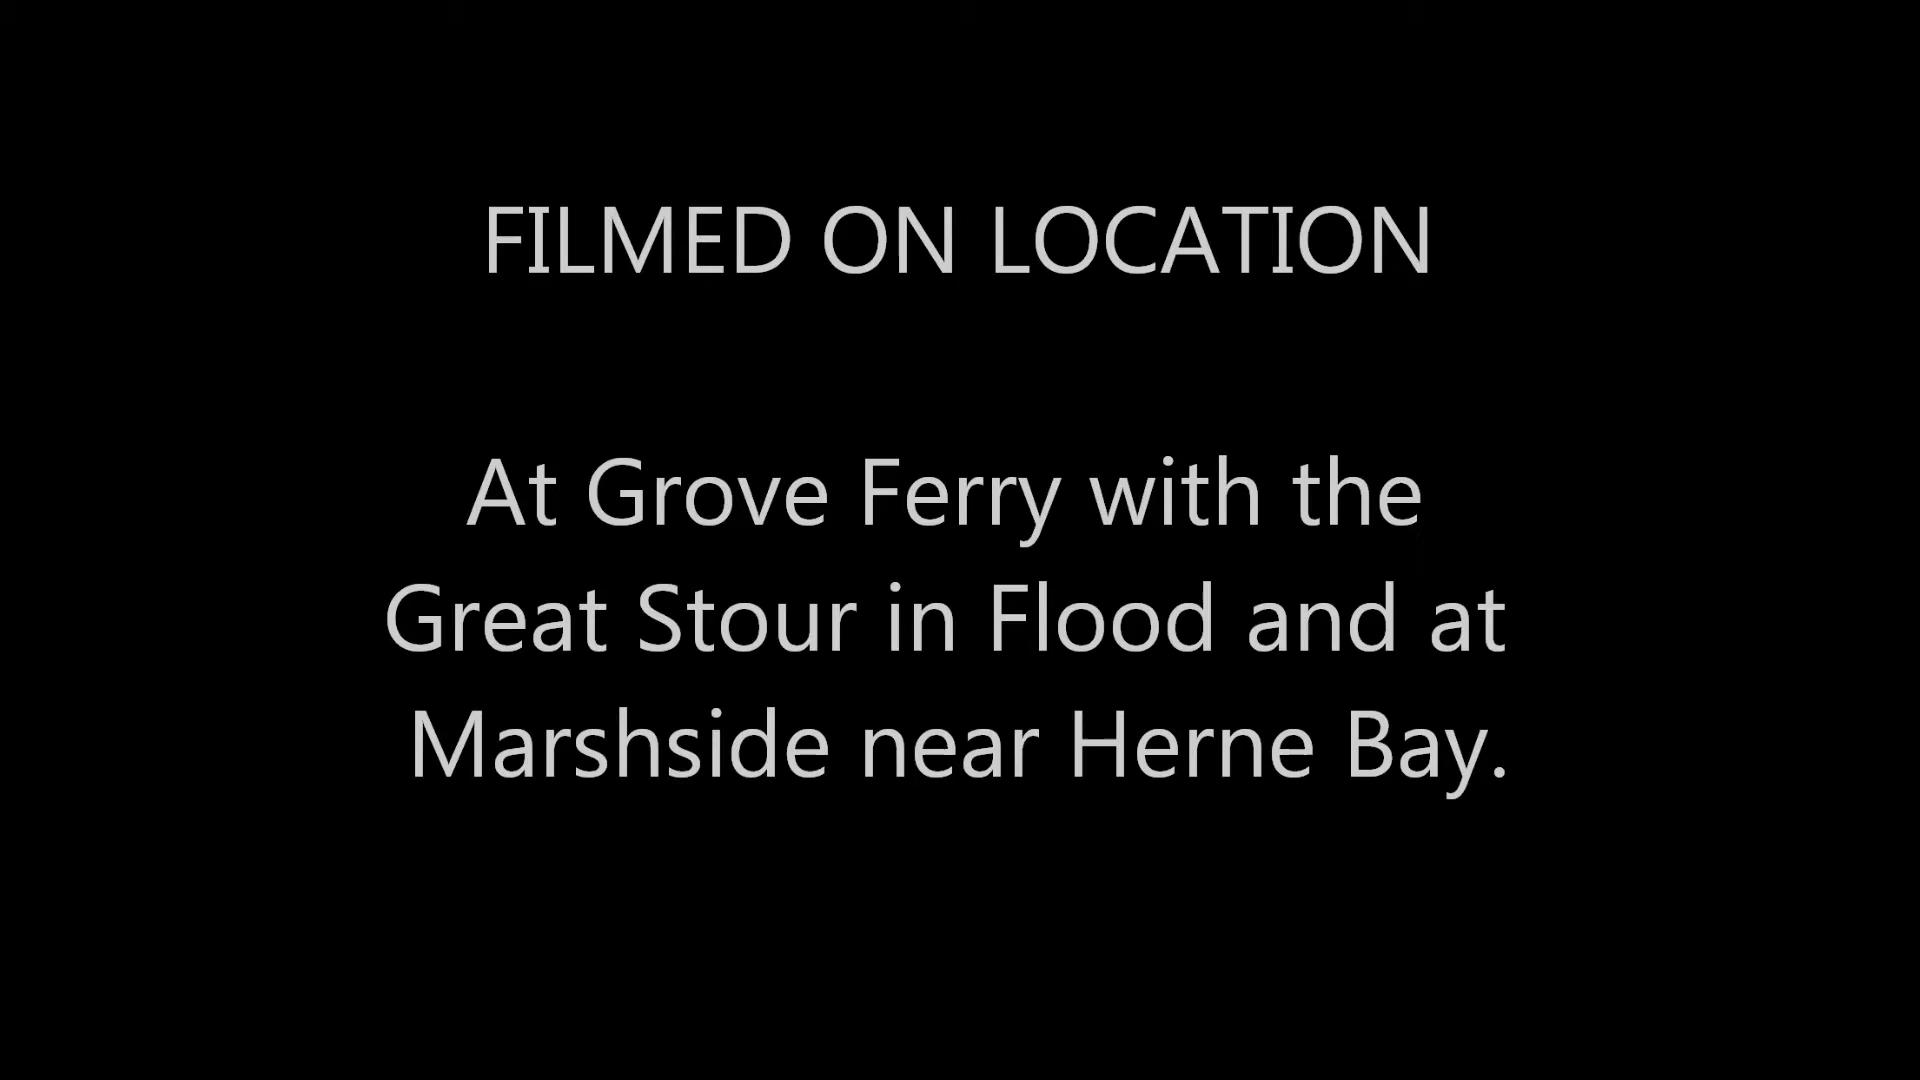 FILMED ON LOCATION
At Grove Ferry with the
Great Stour in Flood and at
Marshside near Herne Bay.